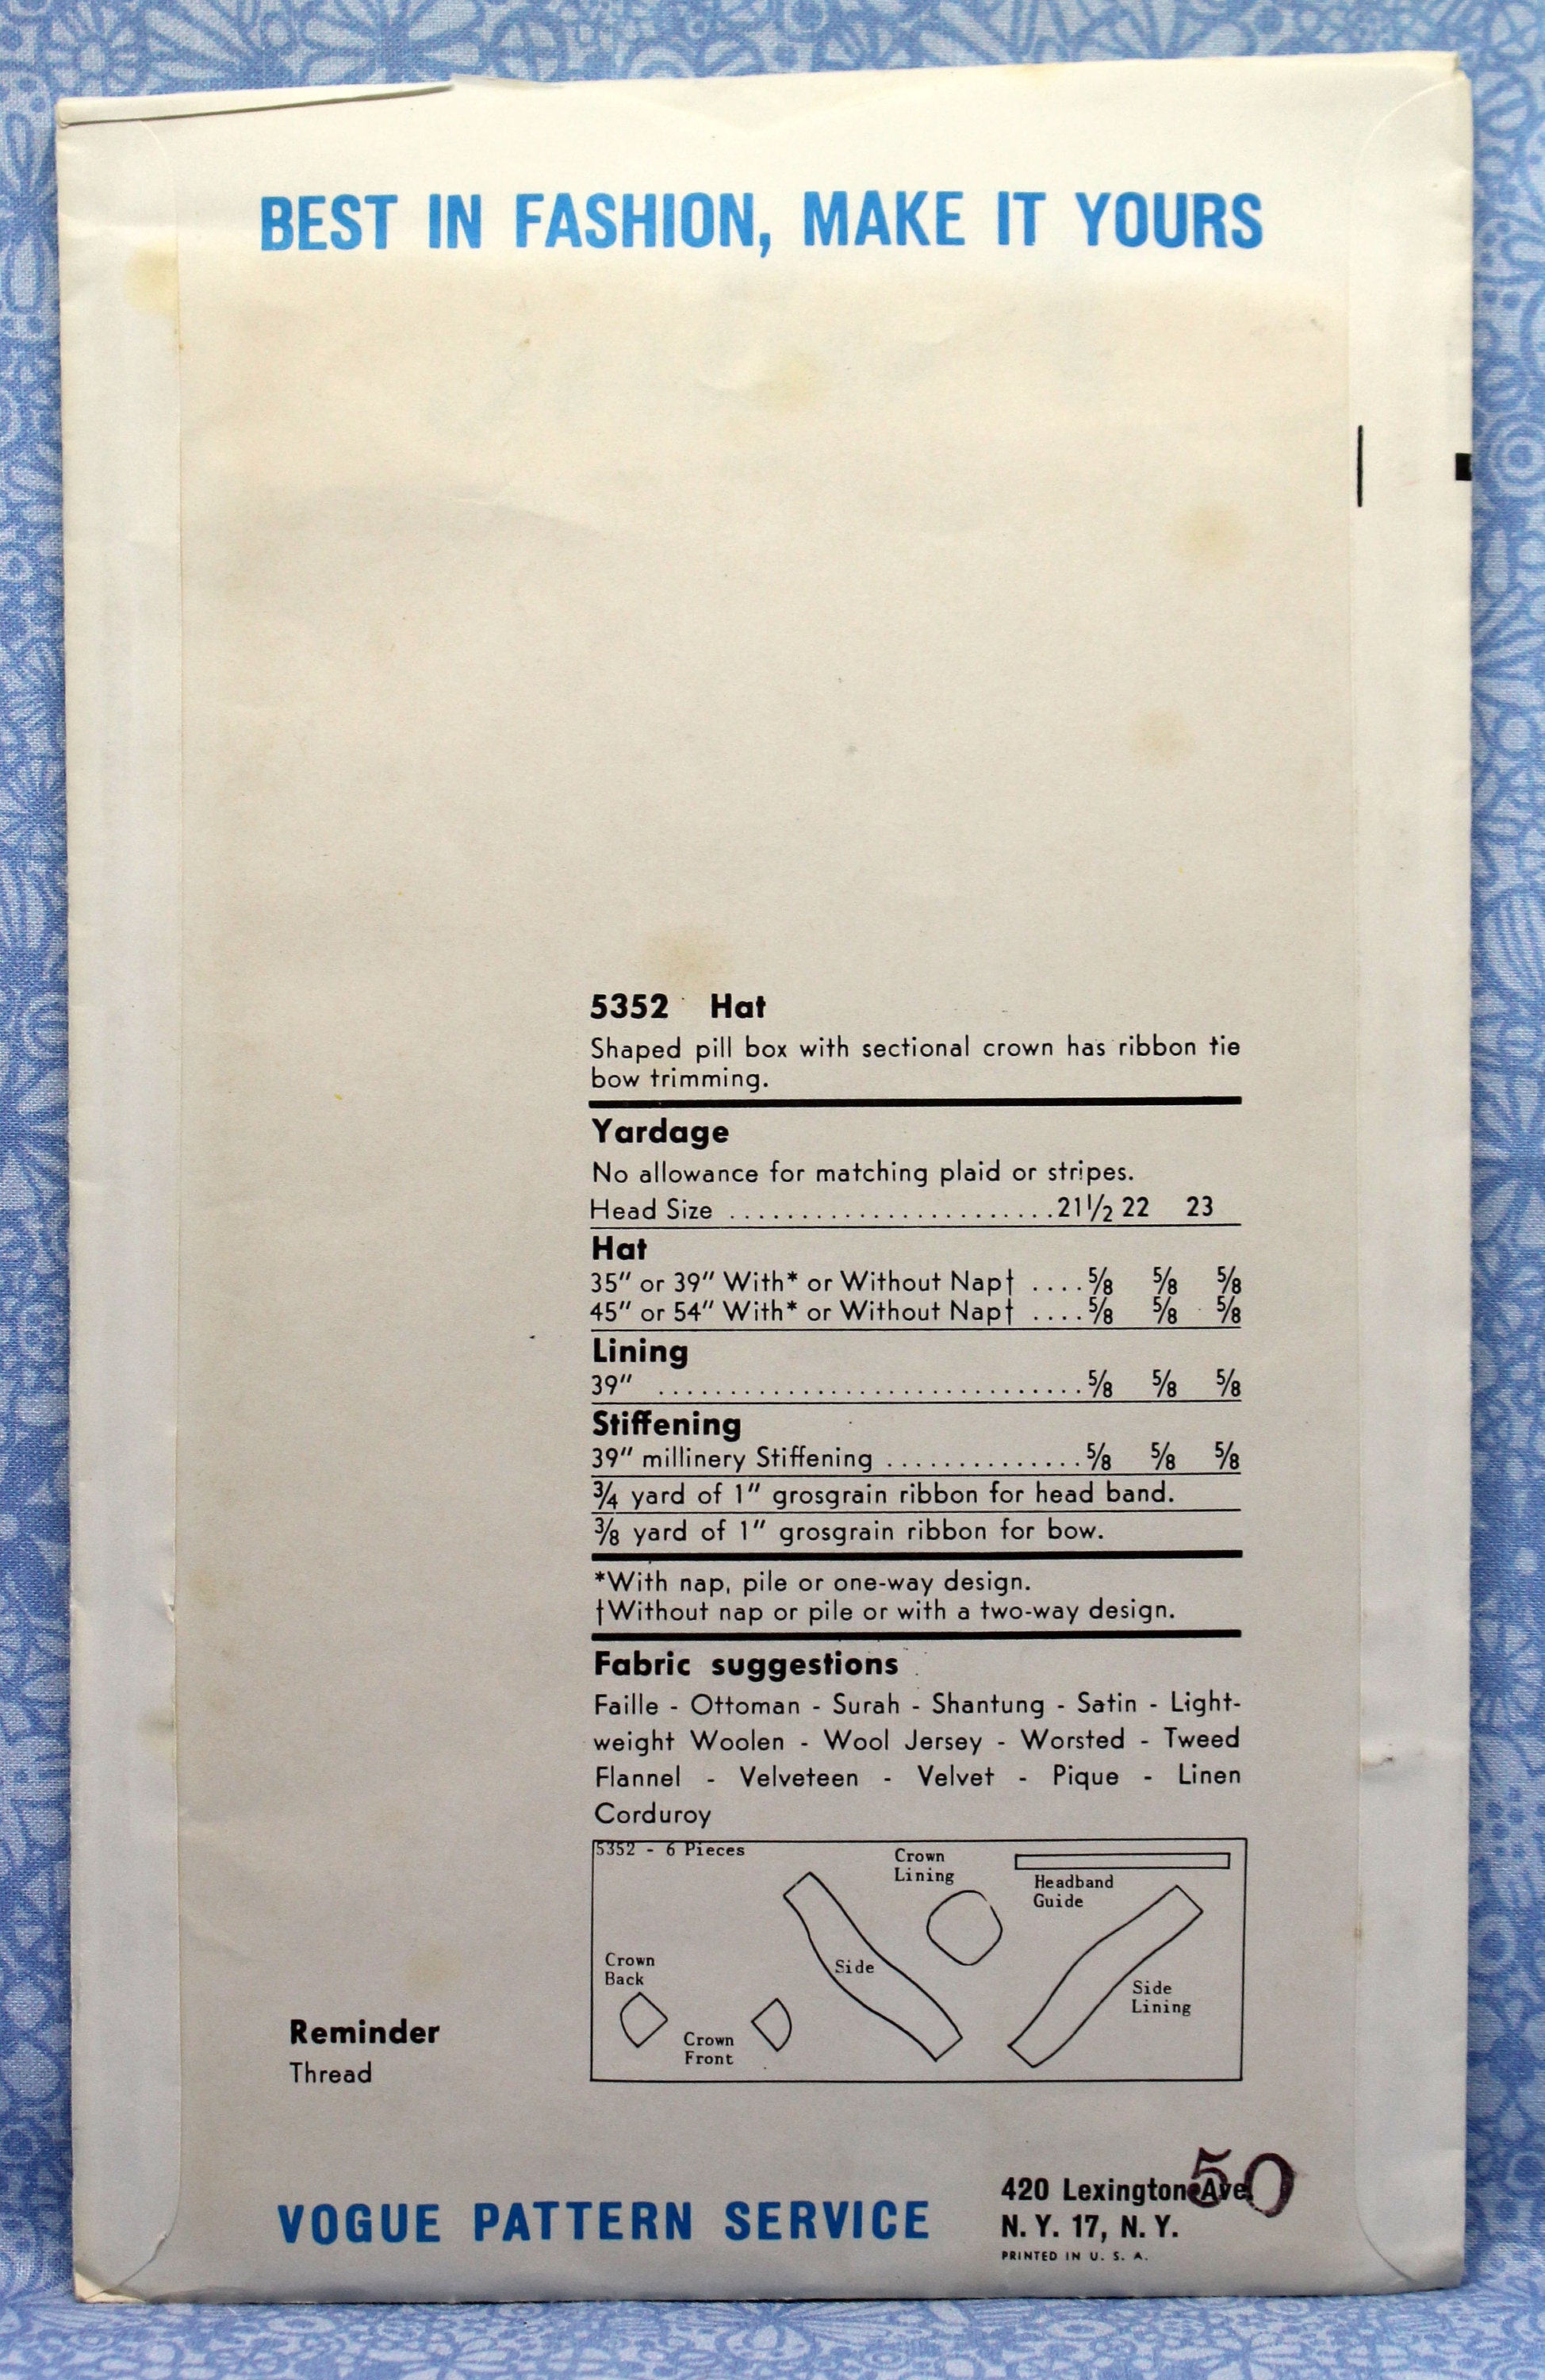 BEST IN FASHION, MAKE IT YOURS
5352 Hat
Shaped pill box with sectional crown has ribbon tie
bow trimming.
Yardage
No allowance for matching plaid or stripes.
Head Size ....................... 21½ 22 23
Hat
35" or 39" With* or Without Nap† .... ⅝ ⅝ ⅝
45" or 54" With* or Without Nap† .... ⅝ ⅝ ⅝
Lining
39" .............................. ⅝ ⅝ ⅝
Stiffening
39" millinery Stiffening .............. ⅝ ⅝ ⅝
¾ yard of 1" grosgrain ribbon for head band.
⅜ yard of 1" grosgrain ribbon for bow.
*With nap, pile or one-way design.
†Without nap or pile or with a two-way design.
Fabric suggestions
Faille - Ottoman - Surah - Shantung - Satin - Light-
weight Woolen - Wool Jersey - Worsted - Tweed
Flannel - Velveteen - Velvet - Pique - Linen
Corduroy
5352 - 6 Pieces
Crown
Lining
Headband
Guide
Crown
Back
Side
Side
Lining
Crown
Front
Reminder
Thread
VOGUE PATTERN SERVICE
420 Lexington Ave
N. Y. 17, N. Y.
PRINTED IN U. S. A.
50